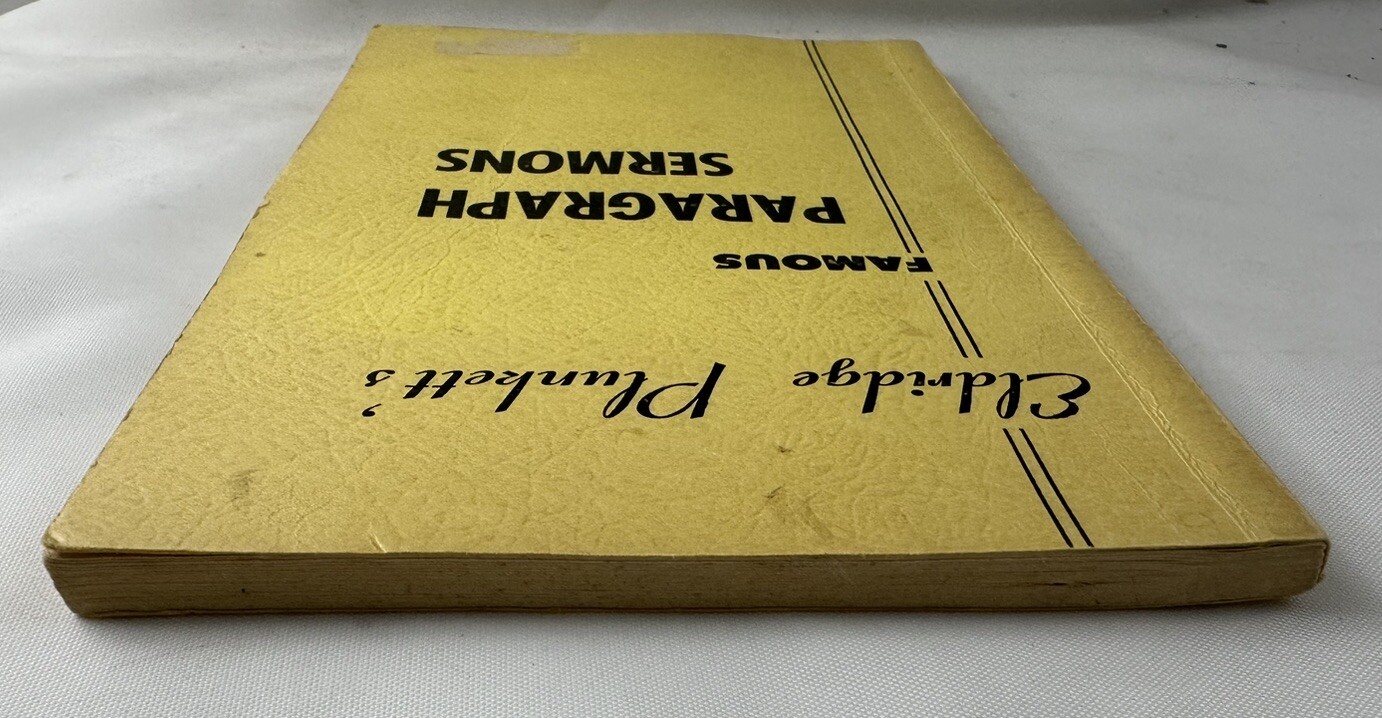 Eldridge Plunkett's
FAMOUS
PARAGRAPH
SERMONS